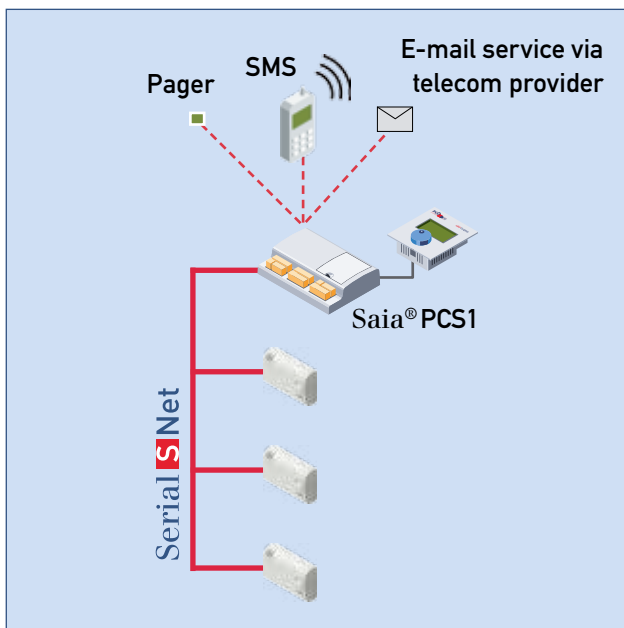 E-mail service via
telecom provider
SMS
Pager
Saia® PCS1
Serial S Net